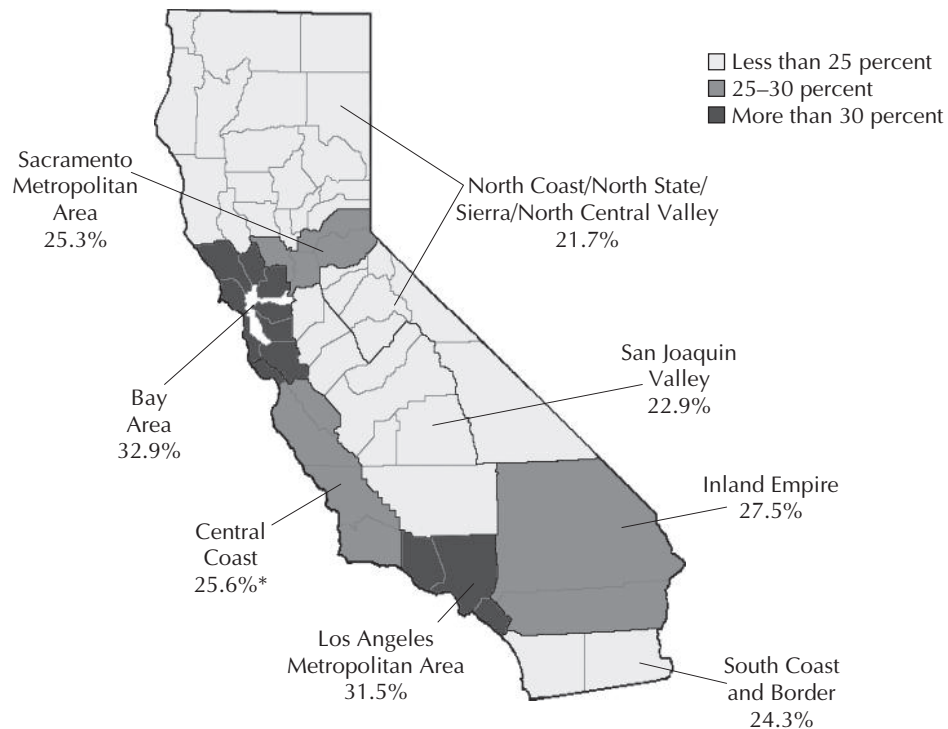 Less than 25 percent
25–30 percent
More than 30 percent
Sacramento
Metropolitan
Area
25.3%
North Coast/North State/
Sierra/North Central Valley
21.7%
San Joaquin
Valley
22.9%
Bay
Area
32.9%
Inland Empire
27.5%
Central
Coast
25.6%*
Los Angeles
Metropolitan Area
31.5%
South Coast
and Border
24.3%